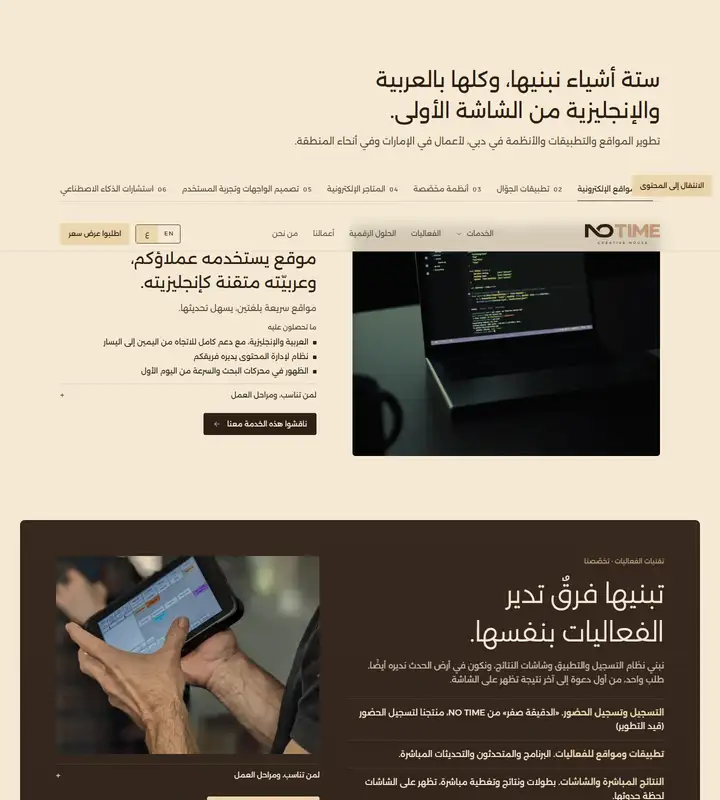 ستة أشياء نبنيها، وكلها بالعربية
والإنجليزية من الشاشة الأولى.
تطوير المواقع والتطبيقات والأنظمة في دبي، لأعمال في الإمارات وفي أنحاء المنطقة.
الانتقال إلى المحتوى
مواقع إلكترونية
02 تطبيقات الجوّال
03 أنظمة مخصّصة
04 المتاجر الإلكترونية
05 تصميم الواجهات وتجربة المستخدم
06 استشارات الذكاء الاصطناعي
NO TIME
CREATIVE HOUSE
الخدمات
الفعاليات
الحلول الرقمية
أعمالنا
من نحن
EN
ع
اطلبوا عرض سعر
موقع يستخدمه عملاؤكم،
وعربيّته متقنة كإنجليزيته.
مواقع سريعة بلغتين، يسهل تحديثها.
ما تحصلون عليه
العربية والإنجليزية، مع دعم كامل للاتجاه من اليمين إلى اليسار
نظام لإدارة المحتوى يديره فريقكم
الظهور في محركات البحث والسرعة من اليوم الأول
لمن تناسب، ومراحل العمل +
ناقشوا هذه الخدمة معنا ←
تقنيات الفعاليات · تخصّصنا
تبنيها فرقٌ تدير
الفعاليات بنفسها.
نبني نظام التسجيل والتطبيق وشاشات النتائج، ونكون في أرض الحدث نديره أيضًا.
طلب واحد، من أول دعوة إلى آخر نتيجة تظهر على الشاشة.
التسجيل وتسجيل الحضور. «الدقيقة صفر» من NO TIME، منتجنا لتسجيل الحضور
(قيد التطوير)
تطبيقات ومواقع للفعاليات. البرنامج والمتحدثون والتحديثات المباشرة.
النتائج المباشرة والشاشات. بطولات ونتائج وتغطية مباشرة، تظهر على الشاشات
لحظة حدوثها.
لمن تناسب، ومراحل العمل +